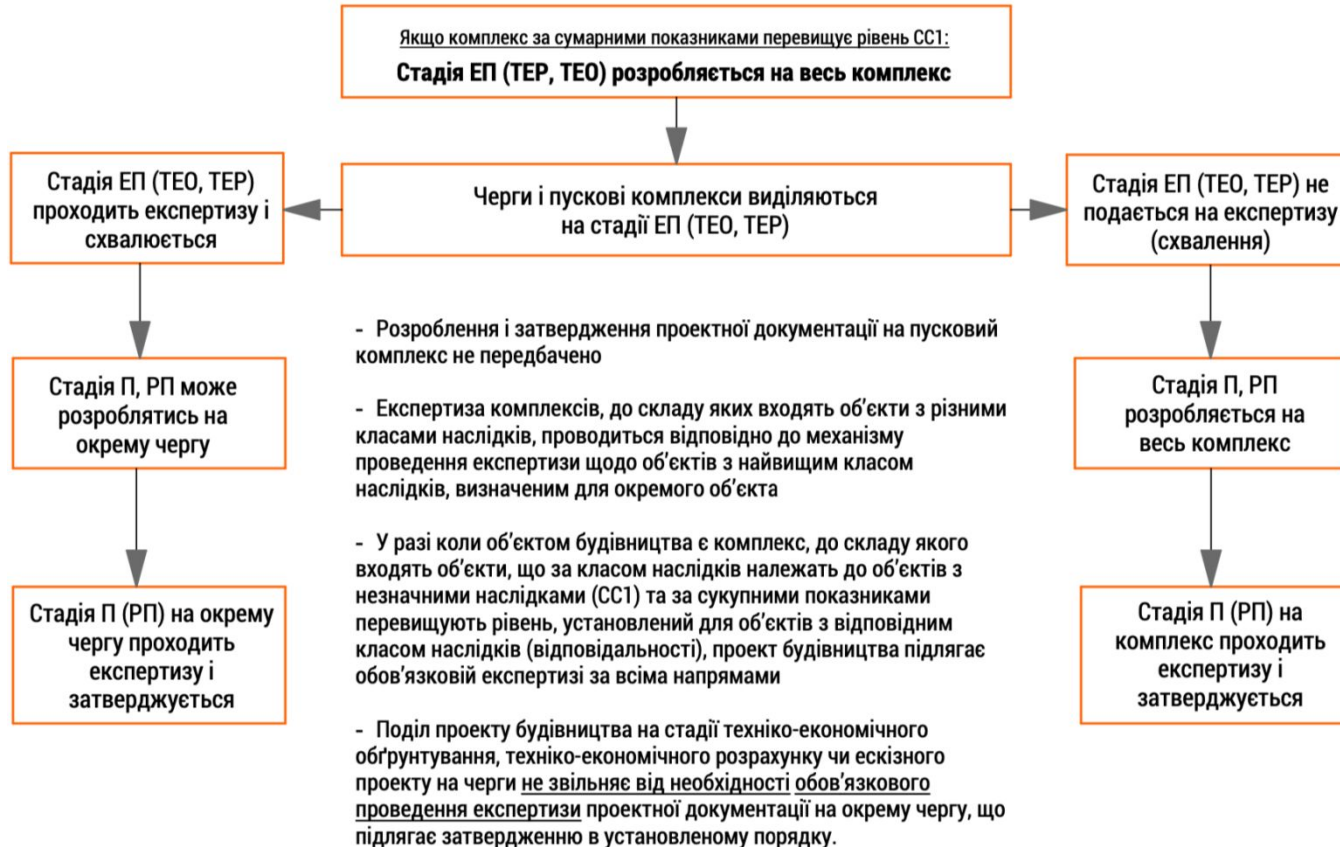 Якщо комплекс за сумарними показниками перевищує рівень СС1:
Стадія ЕП (ТЕР, ТЕО) розробляється на весь комплекс
Стадія ЕП (ТЕО, ТЕР)
проходить експертизу і
схвалюється
Черги і пускові комплекси виділяються
на стадії ЕП (ТЕО, ТЕР)
Стадія ЕП (ТЕО, ТЕР) не
подається на експертизу
(схвалення)
Стадія П, РП може
розроблятись на
окрему чергу
Стадія П (РП) на окрему
чергу проходить
експертизу і
затверджується
- Розроблення і затвердження проектної документації на пусковий
комплекс не передбачено
- Експертиза комплексів, до складу яких входять об’єкти з різними
класами наслідків, проводиться відповідно до механізму
проведення експертизи щодо об’єктів з найвищим класом
наслідків, визначеним для окремого об’єкта
- У разі коли об’єктом будівництва є комплекс, до складу якого
входять об’єкти, що за класом наслідків належать до об’єктів з
незначними наслідками (СС1) та за сукупними показниками
перевищують рівень, установлений для об’єктів з відповідним
класом наслідків (відповідальності), проект будівництва підлягає
обов’язковій експертизі за всіма напрямами
- Поділ проекту будівництва на стадії техніко-економічного
обґрунтування, техніко-економічного розрахунку чи ескізного
проекту на черги не звільняє від необхідності обов’язкового
проведення експертизи проектної документації на окрему чергу, що
підлягає затвердженню в установленому порядку.
Стадія П, РП
розробляється на
весь комплекс
Стадія П (РП) на
комплекс проходить
експертизу і
затверджується